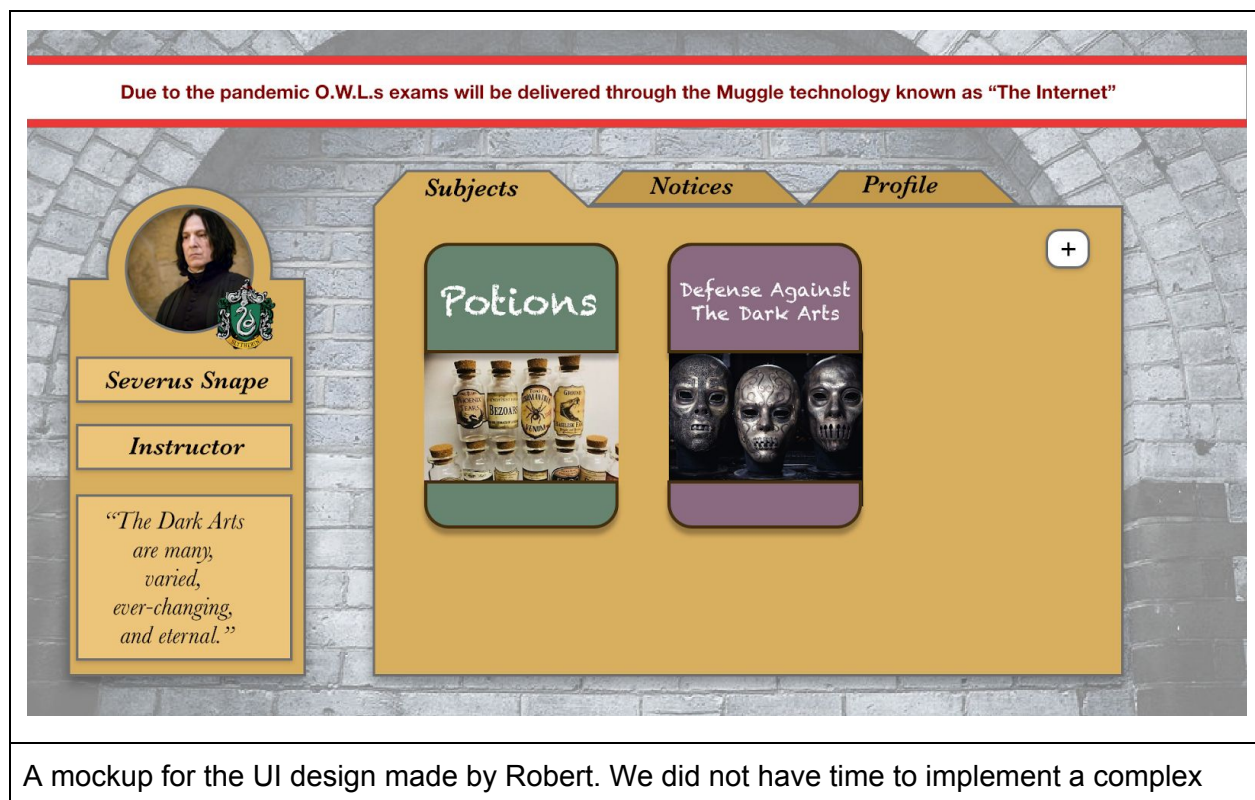 Due to the pandemic O.W.L.s exams will be delivered through the Muggle technology known as “The Internet”
Subjects
Notices
Profile
+
Potions
Defense Against
The Dark Arts
BEZOARS
SLYTHERIN
Severus Snape
Instructor
“The Dark Arts
are many,
varied,
ever-changing,
and eternal.”
A mockup for the UI design made by Robert. We did not have time to implement a complex